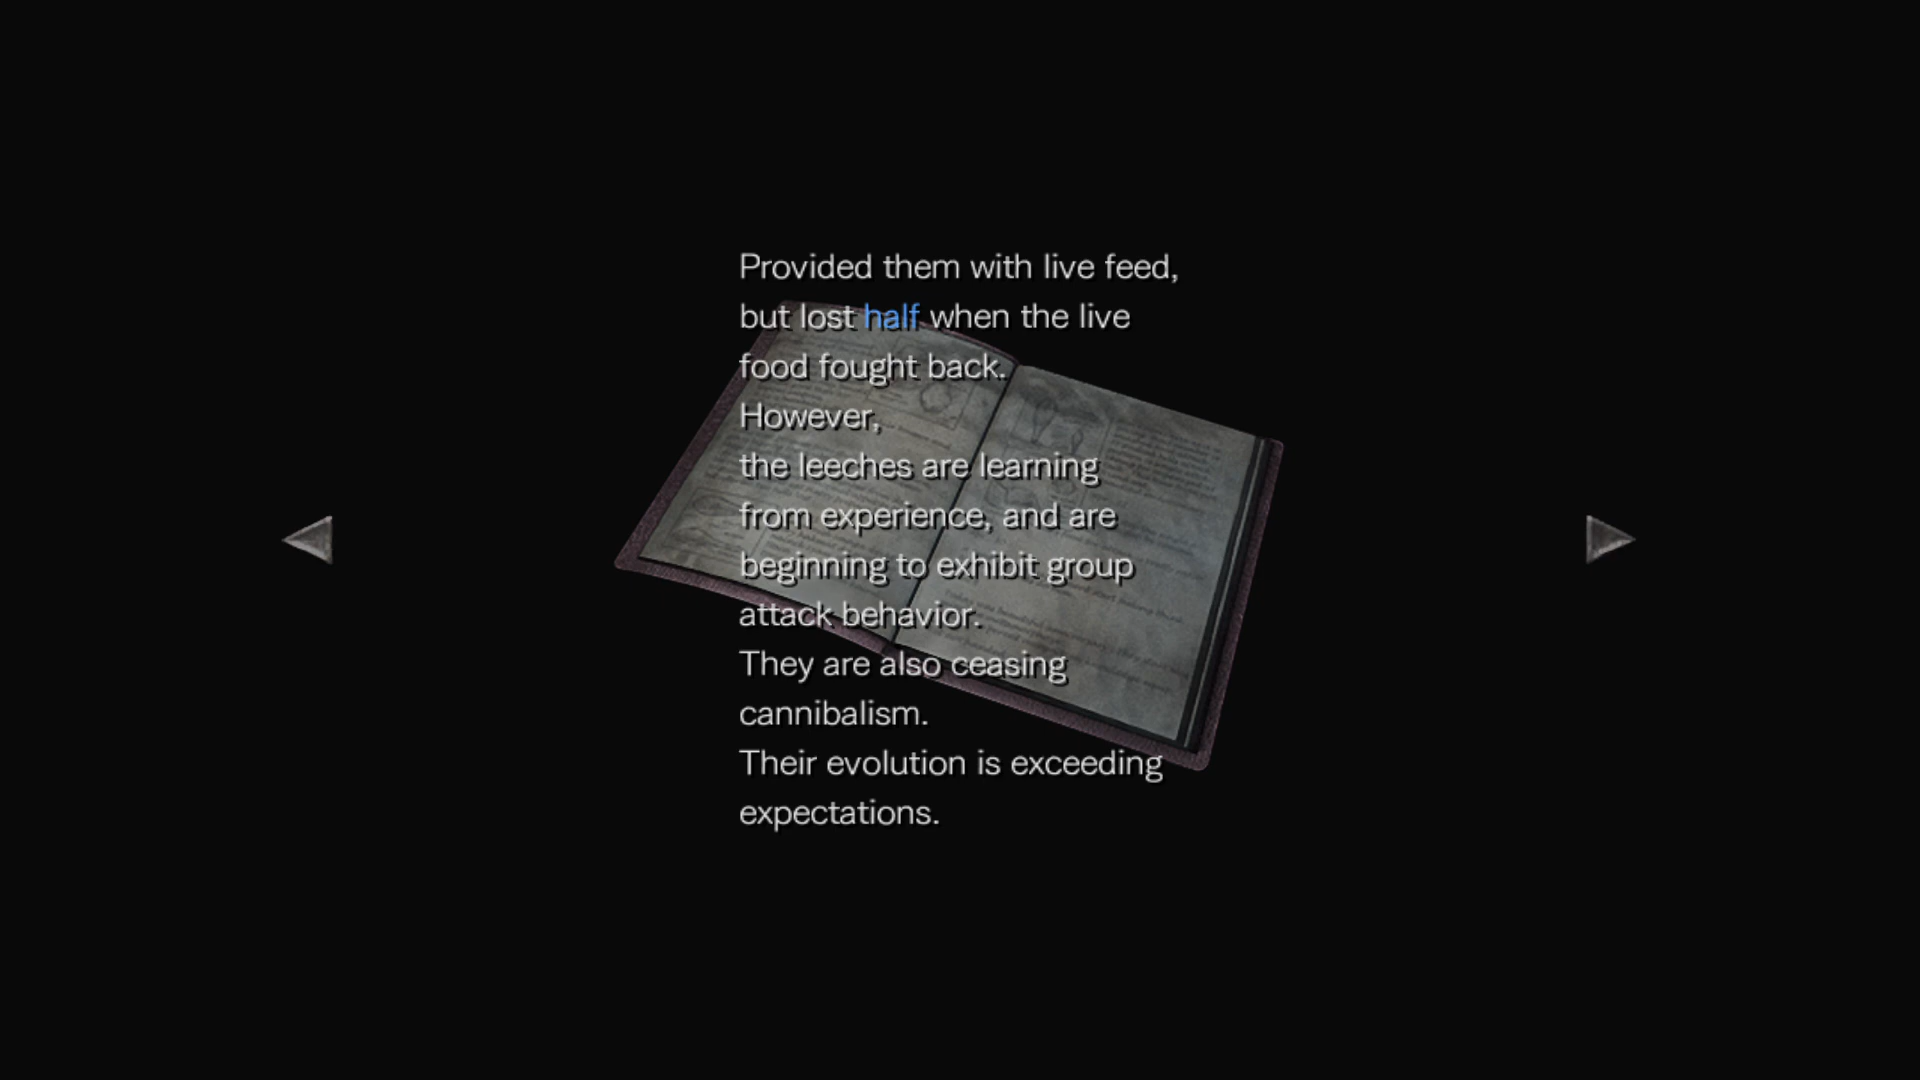 Provided them with live feed,
but lost half when the live
food fought back.
However,
the leeches are learning
from experience, and are
beginning to exhibit group
attack behavior.
They are also ceasing
cannibalism.
Their evolution is exceeding
expectations.